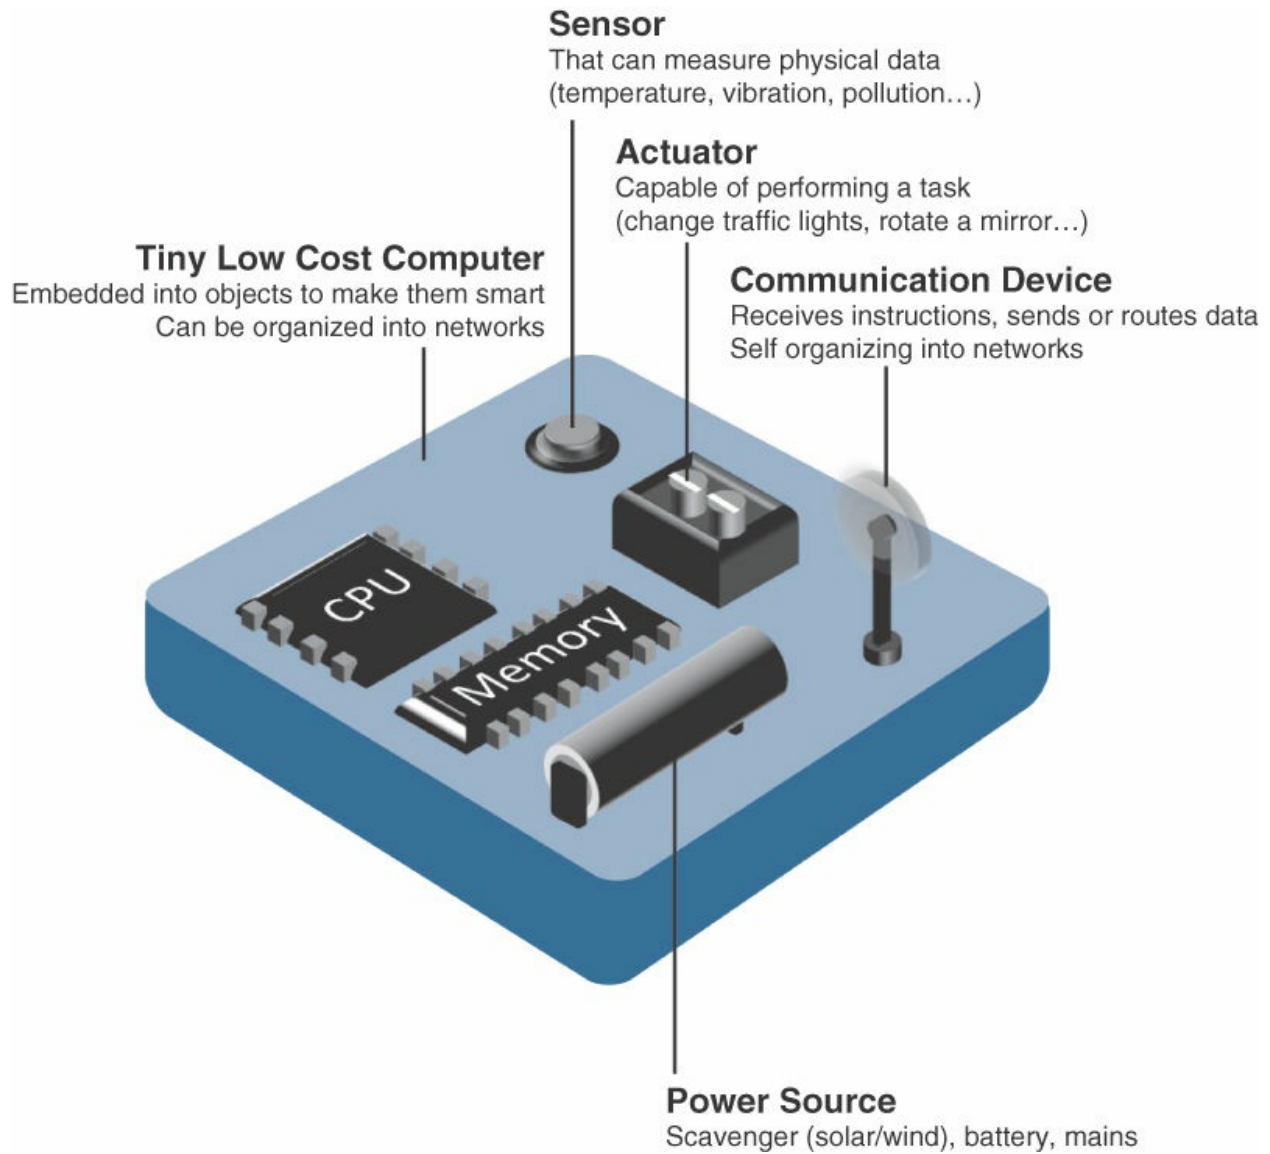 Sensor
That can measure physical data
(temperature, vibration, pollution…)
Actuator
Capable of performing a task
(change traffic lights, rotate a mirror…)
Tiny Low Cost Computer
Embedded into objects to make them smart
Can be organized into networks
Communication Device
Receives instructions, sends or routes data
Self organizing into networks
CPU
Memory
Power Source
Scavenger (solar/wind), battery, mains